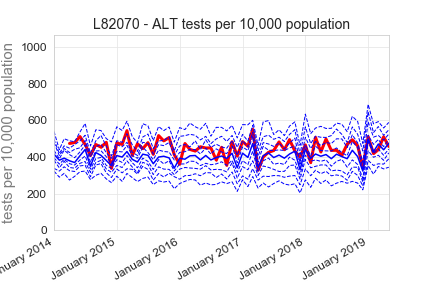 L82070 - ALT tests per 10,000 population
tests per 10,000 population
1000
800
600
400
200
0
nuary 2014
January 2015
January 2016
January 2017
January 2018
January 2019